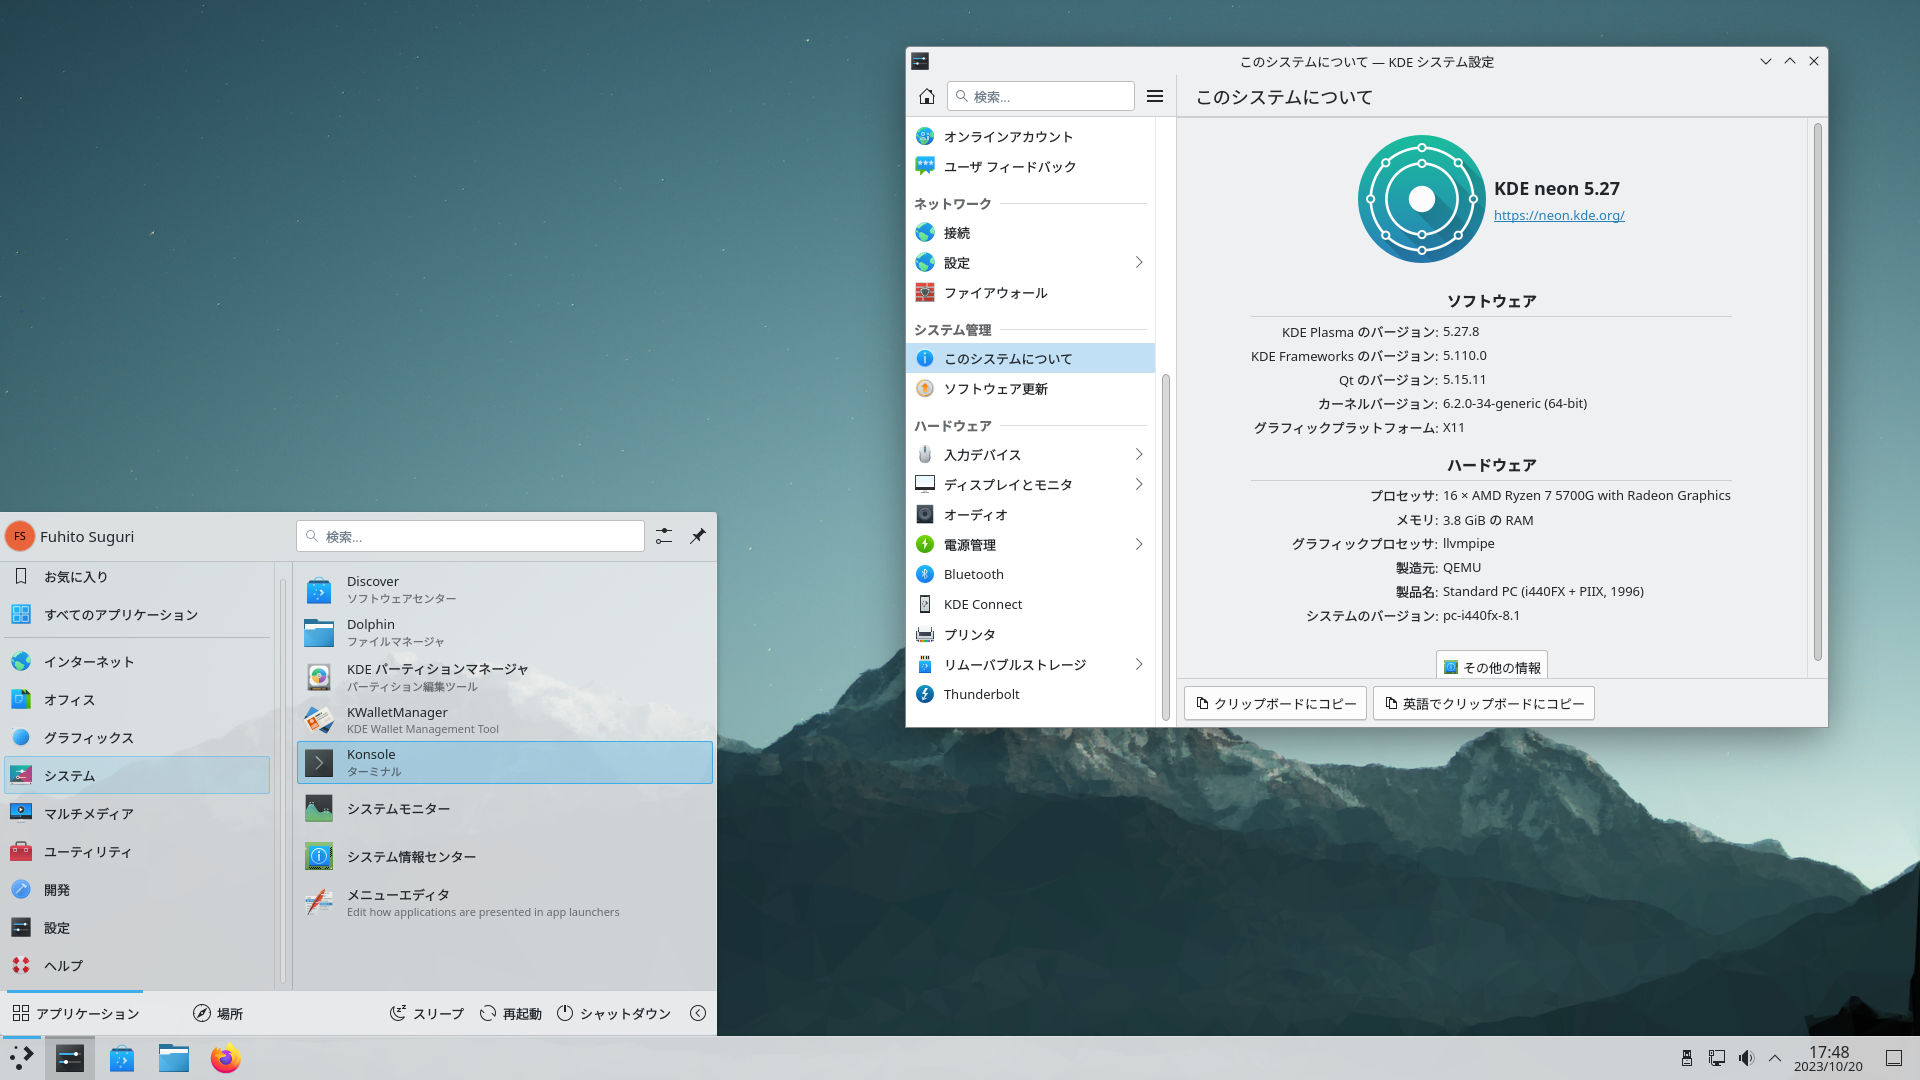 このシステムについて — KDE システム設定
検索...
このシステムについて
オンラインアカウント
ユーザ フィードバック
ネットワーク
接続
設定
ファイアウォール
システム管理
このシステムについて
ソフトウェア更新
ハードウェア
入力デバイス
ディスプレイとモニタ
オーディオ
電源管理
Bluetooth
KDE Connect
プリンタ
リムーバブルストレージ
Thunderbolt
KDE neon 5.27
https://neon.kde.org/
ソフトウェア
KDE Plasma のバージョン: 5.27.8
KDE Frameworks のバージョン: 5.110.0
Qt のバージョン: 5.15.11
カーネルバージョン: 6.2.0-34-generic (64-bit)
グラフィックプラットフォーム: X11
ハードウェア
プロセッサ: 16 × AMD Ryzen 7 5700G with Radeon Graphics
メモリ: 3.8 GiB の RAM
グラフィックプロセッサ: llvmpipe
製造元: QEMU
製品名: Standard PC (i440FX + PIIX, 1996)
システムのバージョン: pc-i440fx-8.1
その他の情報
クリップボードにコピー
英語でクリップボードにコピー
FS
Fuhito Suguri
検索...
お気に入り
すべてのアプリケーション
インターネット
オフィス
グラフィックス
システム
マルチメディア
ユーティリティ
開発
設定
ヘルプ
Discover
ソフトウェアセンター
Dolphin
ファイルマネージャ
KDE パーティションマネージャ
パーティション編集ツール
KWalletManager
KDE Wallet Management Tool
Konsole
ターミナル
システムモニター
システム情報センター
メニューエディタ
Edit how applications are presented in app launchers
アプリケーション
場所
スリープ
再起動
シャットダウン
17:48
2023/10/20